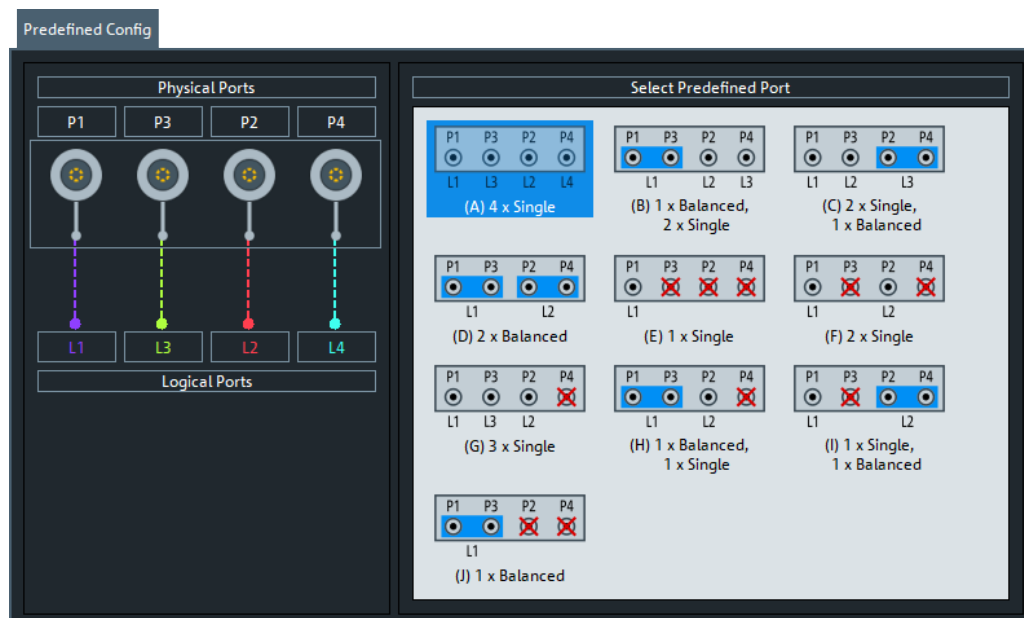 Predefined Config
Physical Ports
P1 P3 P2 P4
L1 L3 L2 L4
Logical Ports
Select Predefined Port
P1 P3 P2 P4
L1 L3 L2 L4
(A) 4 x Single
P1 P3 P2 P4
L1 L2 L3
(B) 1 x Balanced,
2 x Single
P1 P3 P2 P4
L1 L2 L3
(C) 2 x Single,
1 x Balanced
P1 P3 P2 P4
L1 L2
(D) 2 x Balanced
P1 P3 P2 P4
L1
(E) 1 x Single
P1 P3 P2 P4
L1 L2
(F) 2 x Single
P1 P3 P2 P4
L1 L3 L2
(G) 3 x Single
P1 P3 P2 P4
L1 L2
(H) 1 x Balanced,
1 x Single
P1 P3 P2 P4
L1 L2
(I) 1 x Single,
1 x Balanced
P1 P3 P2 P4
L1
(J) 1 x Balanced